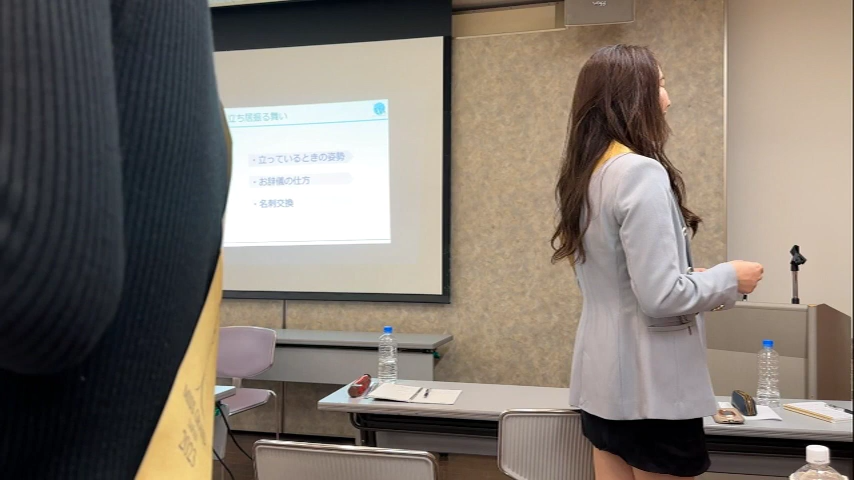 立ち居振る舞い
・立っているときの姿勢
・お辞儀の仕方
・名刺交換
2023